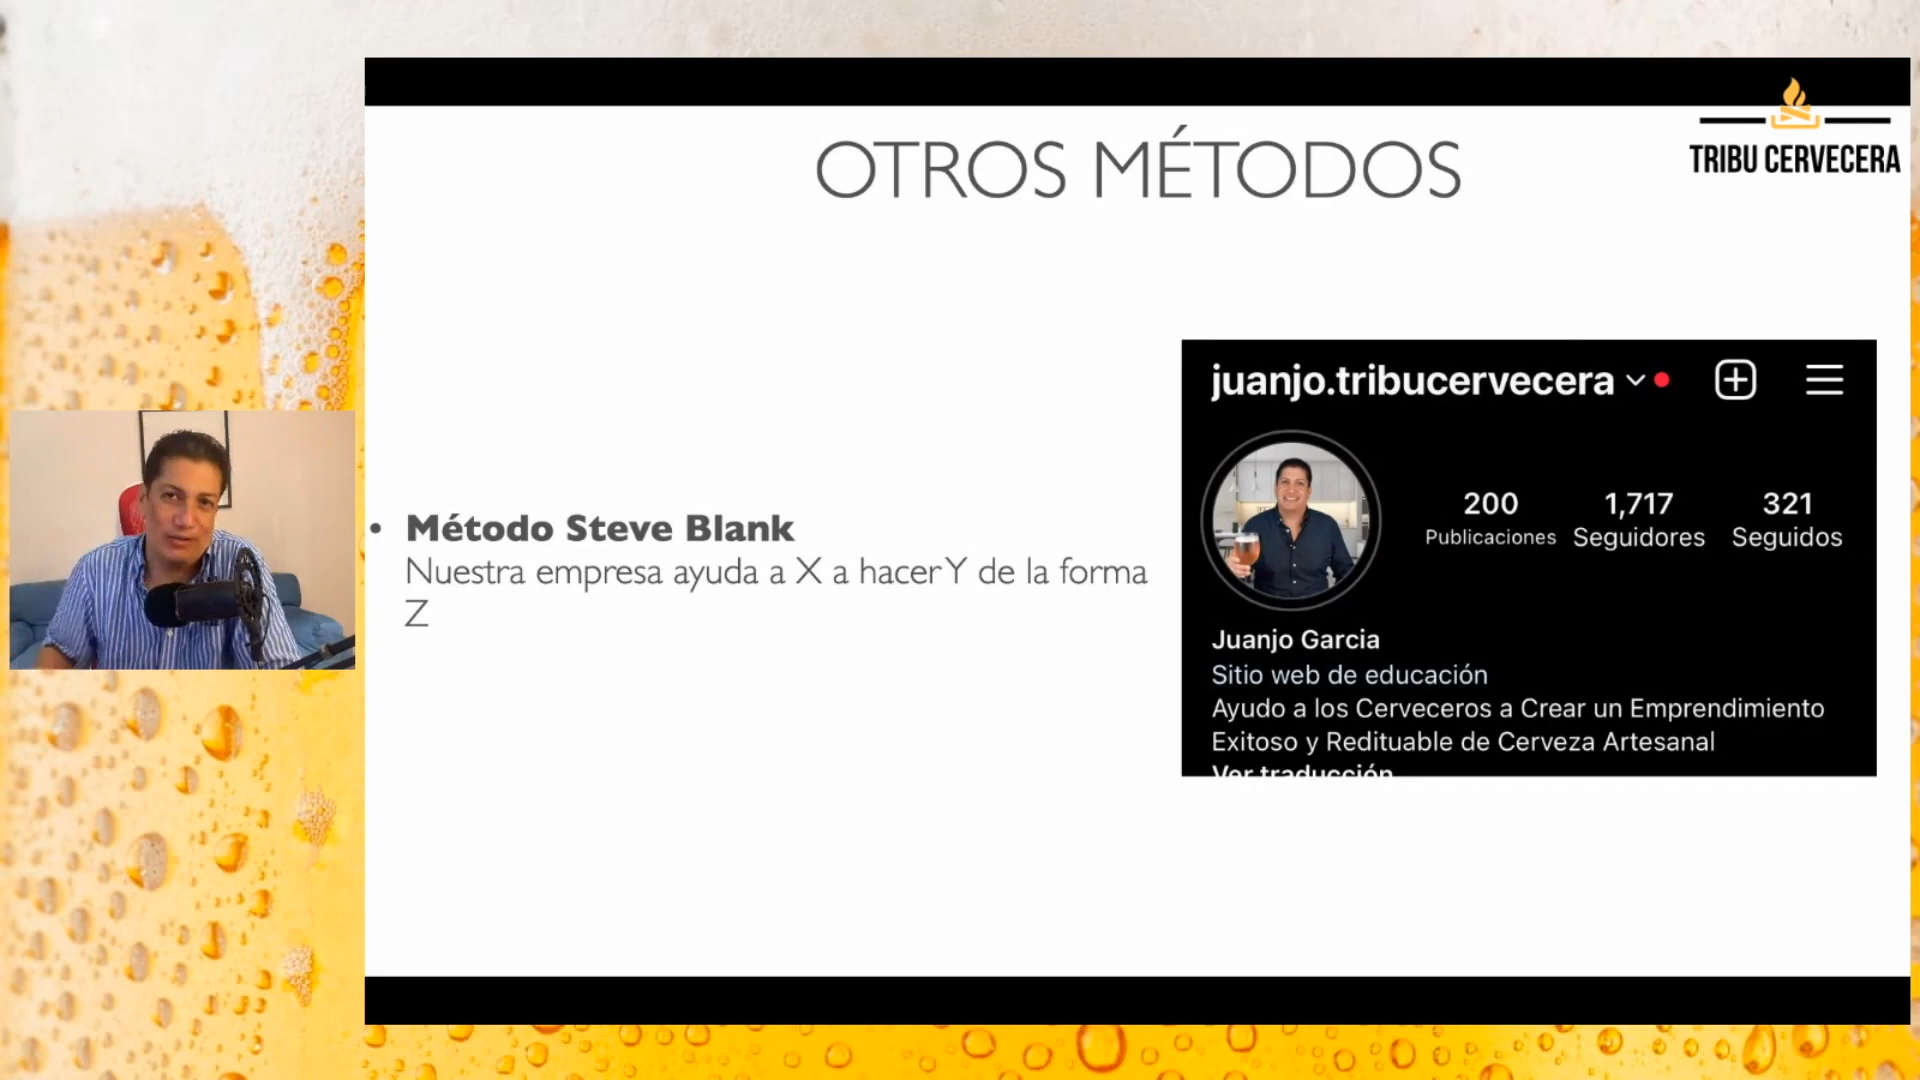 TRIBU CERVECERA
OTROS MÉTODOS
• Método Steve Blank
Nuestra empresa ayuda a X a hacer Y de la forma
Z
juanjo.tribucervecera
200 1,717 321
Publicaciones Seguidores Seguidos
Juanjo Garcia
Sitio web de educación
Ayudo a los Cerveceros a Crear un Emprendimiento
Exitoso y Redituable de Cerveza Artesanal
Ver traducción